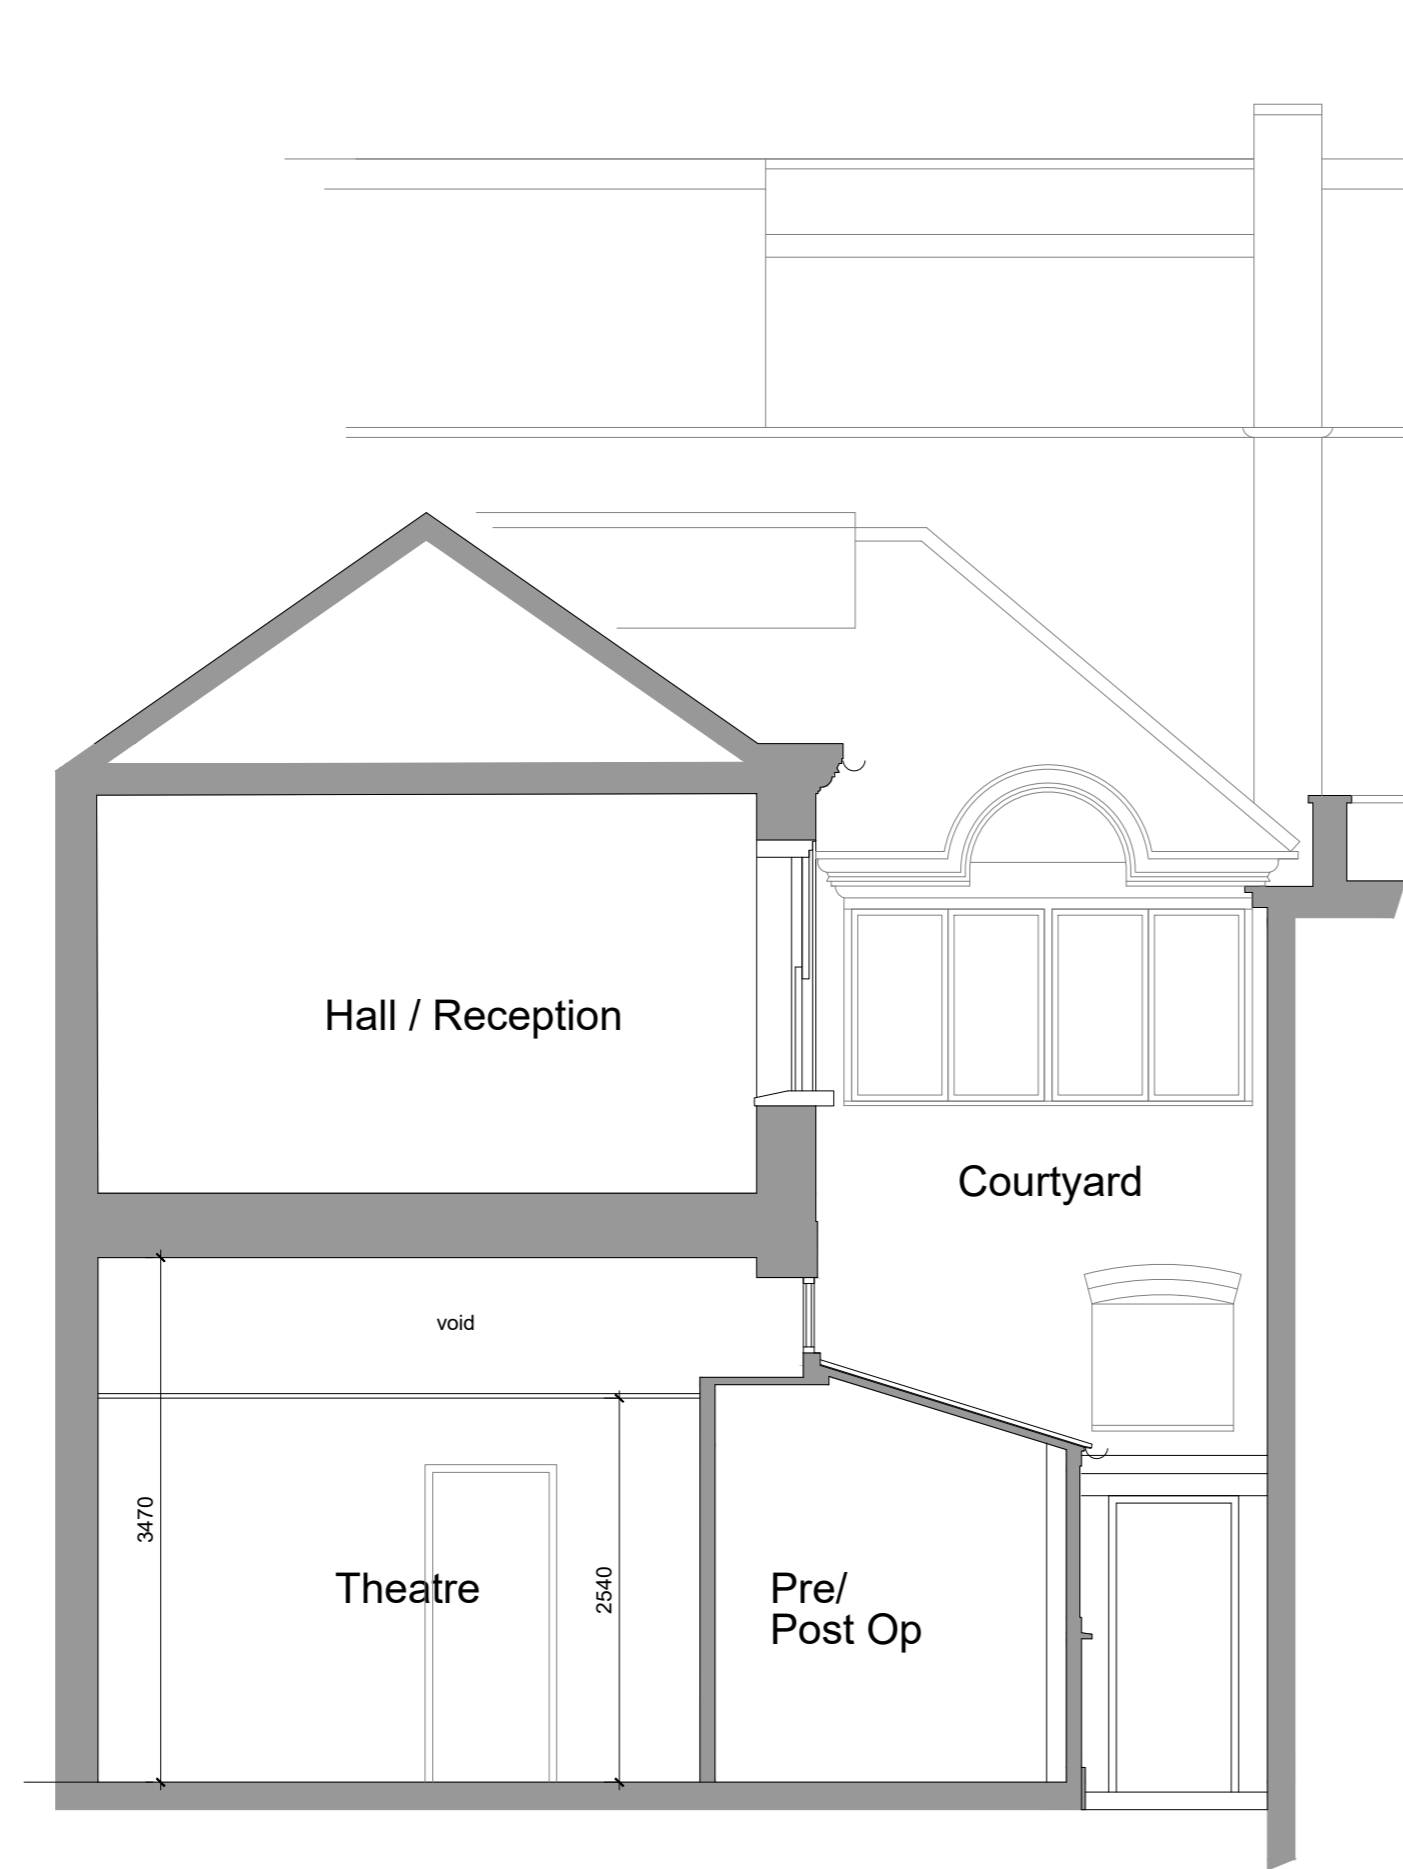 Hall / Reception
Courtyard
void
3470
2540
Theatre
Pre/
Post Op